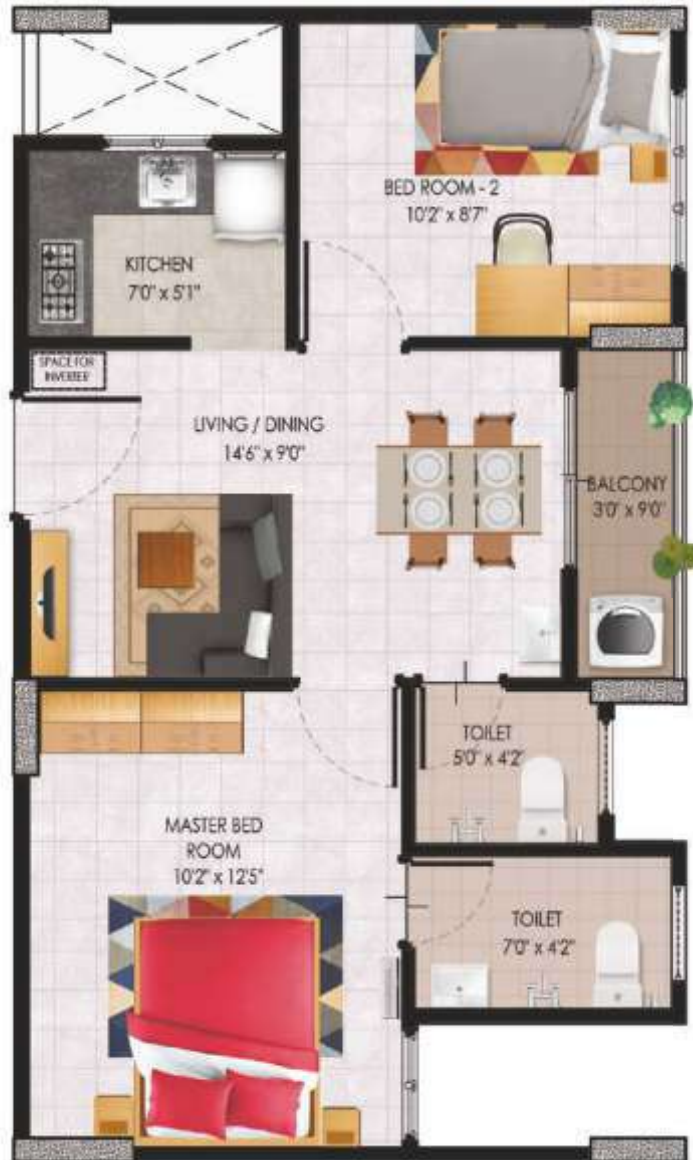 BED ROOM - 2
10'2" x 8'7"
KITCHEN
7'0" x 5'1"
SPACE FOR
INVERTER
LIVING / DINING
14'6" x 9'0"
BALCONY
3'0" x 9'0"
TOILET
5'0" x 4'2'
MASTER BED
ROOM
10'2" x 12'5"
TOILET
7'0" x 4'2"